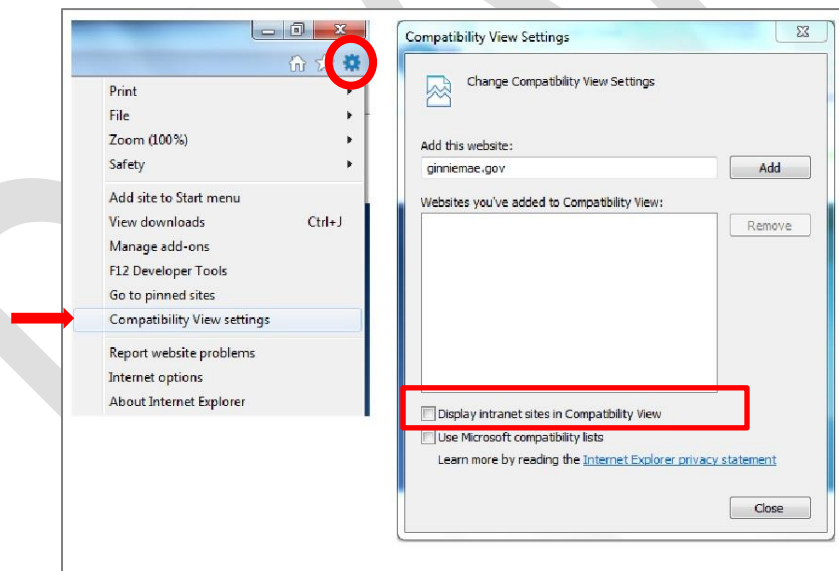 Print
File
Zoom (100%)
Safety
Add site to Start menu
View downloads Ctrl+J
Manage add-ons
F12 Developer Tools
Go to pinned sites
Compatibility View settings
Report website problems
Internet options
About Internet Explorer
Compatibility View Settings
Change Compatibility View Settings
Add this website:
ginniemae.gov Add
Websites you've added to Compatibility View:
Remove
Display intranet sites in Compatibility View
Use Microsoft compatibility lists
Learn more by reading the Internet Explorer privacy statement
Close